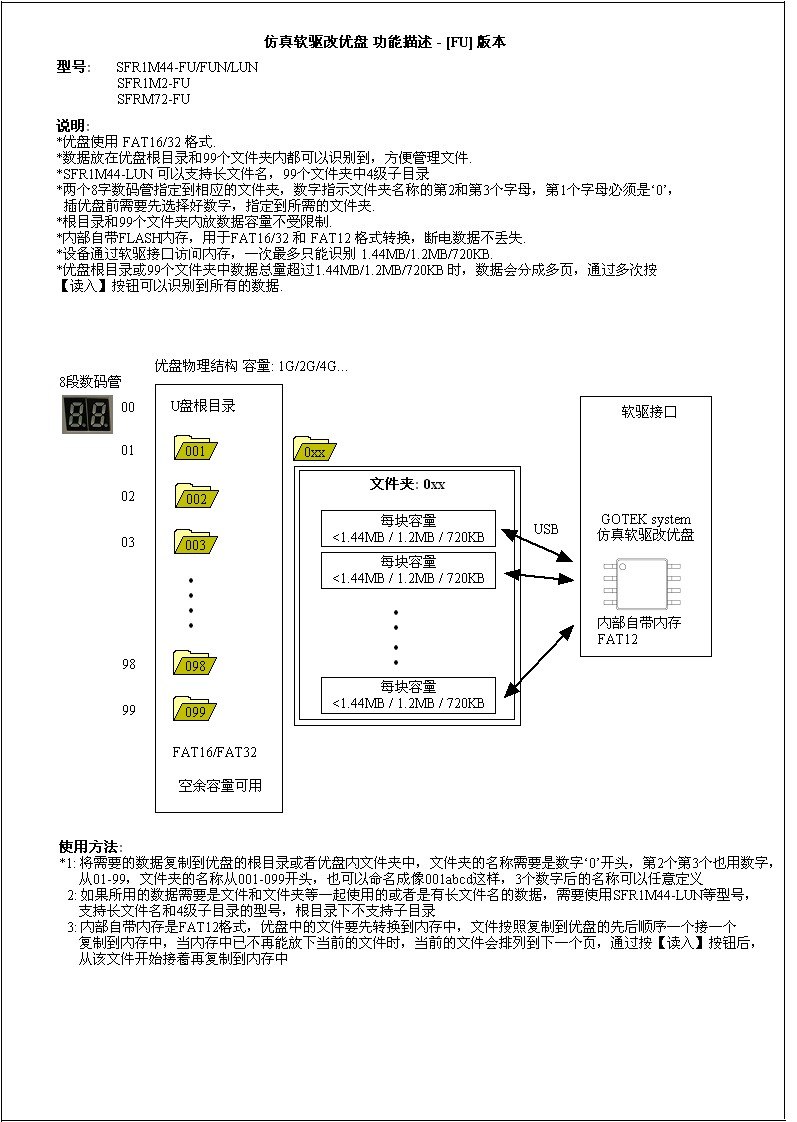 仿真软驱改优盘 功能描述 - [FU] 版本
型号: SFR1M44-FU/FUN/LUN
SFR1M2-FU
SFRM72-FU
说明:
*优盘使用 FAT16/32 格式.
*数据放在优盘根目录和99个文件夹内都可以识别到，方便管理文件.
*SFR1M44-LUN 可以支持长文件名，99个文件夹中4级子目录
*两个8字数码管指定到相应的文件夹，数字指示文件夹名称的第2和第3个字母，第1个字母必须是‘0’，
插优盘前需要先选择好数字，指定到所需的文件夹.
*根目录和99个文件夹内放数据容量不受限制.
*内部自带FLASH内存，用于FAT16/32 和 FAT12 格式转换，断电数据不丢失.
*设备通过软驱接口访问内存，一次最多只能识别 1.44MB/1.2MB/720KB.
*优盘根目录或99个文件夹中数据总量超过1.44MB/1.2MB/720KB 时，数据会分成多页，通过多次按
【读入】按钮可以识别到所有的数据.
优盘物理结构 容量: 1G/2G/4G...
8段数码管
88
00
U盘根目录
01
001
02
002
03
003
98
098
99
099
FAT16/FAT32
空余容量可用
0xx
文件夹: 0xx
每块容量
<1.44MB / 1.2MB / 720KB
每块容量
<1.44MB / 1.2MB / 720KB
每块容量
<1.44MB / 1.2MB / 720KB
USB
软驱接口
GOTEK system
仿真软驱改优盘
内部自带内存
FAT12
使用方法:
*1: 将需要的数据复制到优盘的根目录或者优盘内文件夹中，文件夹的名称需要是数字‘0’开头，第2个第3个也用数字，
从01-99，文件夹的名称从001-099开头，也可以命名成像001abcd这样，3个数字后的名称可以任意定义
2: 如果所用的数据需要是文件和文件夹等一起使用的或者是有长文件名的数据，需要使用SFR1M44-LUN等型号，
支持长文件名和4级子目录的型号，根目录下不支持子目录
3: 内部自带内存是FAT12格式，优盘中的文件要先转换到内存中，文件按照复制到优盘的先后顺序一个接一个
复制到内存中，当内存中已不再能放下当前的文件时，当前的文件会排列到下一个页，通过按【读入】按钮后，
从该文件开始接着再复制到内存中